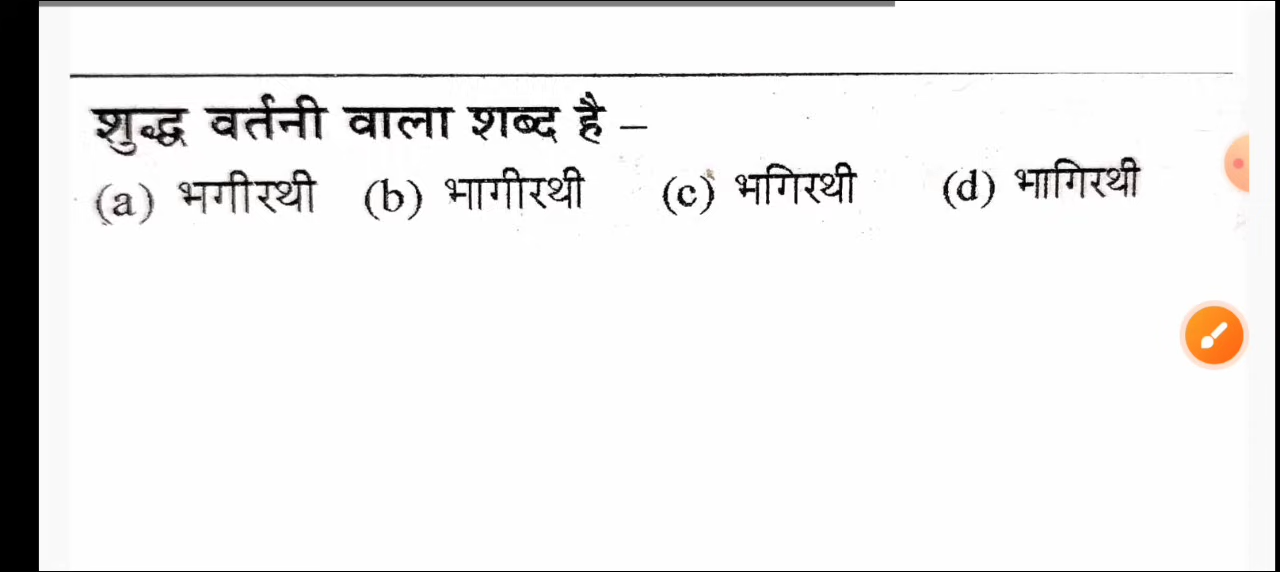 शुद्ध वर्तनी वाला शब्द है –
(a) भगीरथी (b) भागीरथी (c) भगिरथी (d) भागिरथी